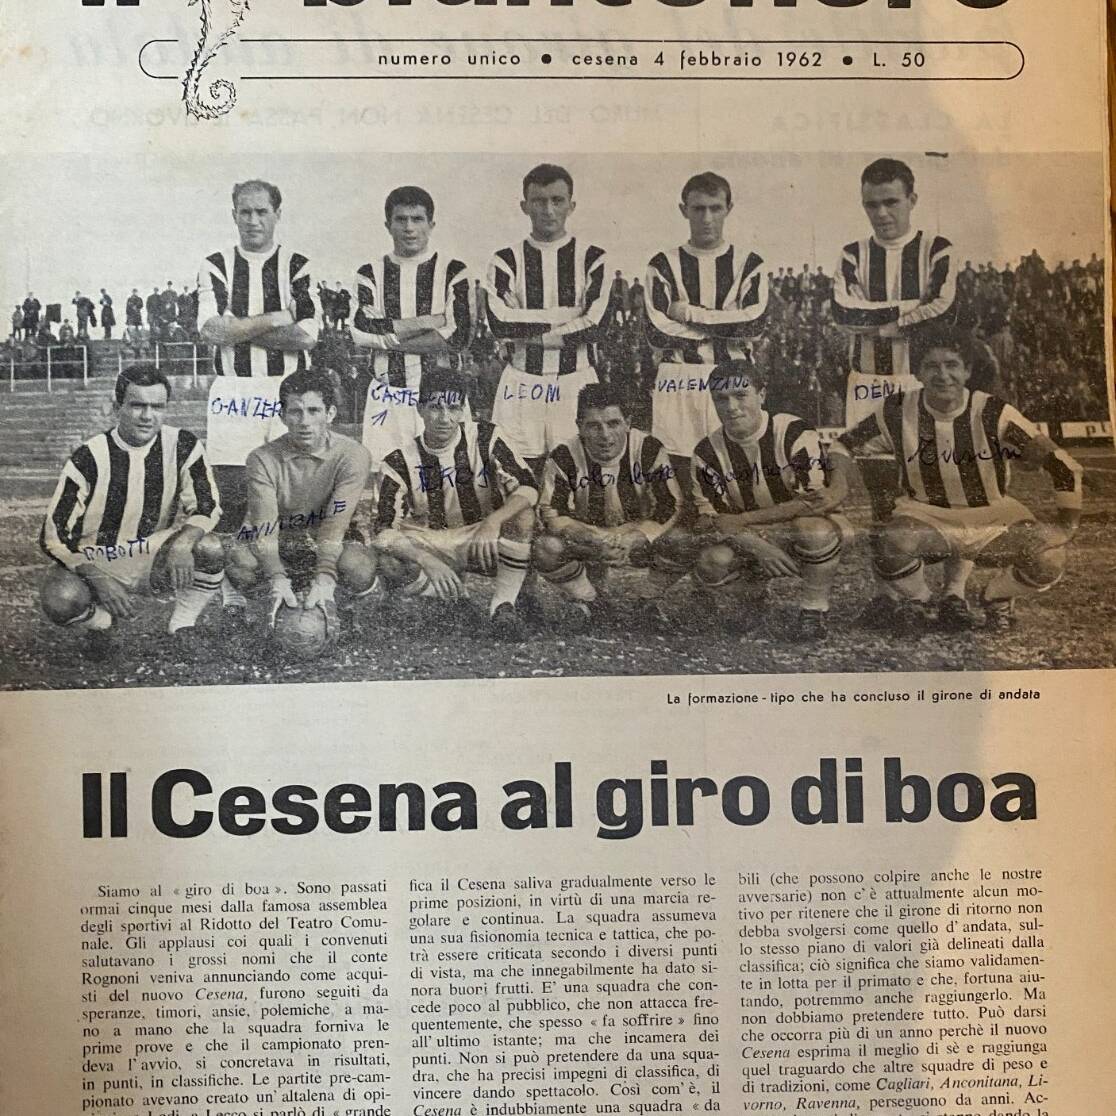 Il bianconero
numero unico • cesena 4 febbraio 1962 • L. 50
GANZER
CASTELLANI
LEONI
VALENZANO
DENI
ROBOTTI
ANNIBALE
EROS
La formazione - tipo che ha concluso il girone di andata
Il Cesena al giro di boa
Siamo al « giro di boa ». Sono passati
ormai cinque mesi dalla famosa assemblea
degli sportivi al Ridotto del Teatro Comu-
nale. Gli applausi coi quali i convenuti
salutavano i grossi nomi che il conte
Rognoni veniva annunciando come acqui-
sti del nuovo Cesena, furono seguiti da
speranze, timori, ansie, polemiche a ma-
no a mano che la squadra forniva le
prime prove e che il campionato pren-
deva l'avvio, si concretava in risultati,
in punti, in classifiche. Le partite pre-cam-
pionato avevano creato un'altalena di opi-
a Lecco si parlò di « grande
fica il Cesena saliva gradualmente verso le
prime posizioni, in virtù di una marcia re-
golare e continua. La squadra assumeva
una sua fisionomia tecnica e tattica, che po-
trà essere criticata secondo i diversi punti
di vista, ma che innegabilmente ha dato si-
nora buori frutti. E' una squadra che con-
cede poco al pubblico, che non attacca fre-
quentemente, che spesso « fa soffrire » fino
all'ultimo istante; ma che incamera dei
punti. Non si può pretendere da una squa-
dra, che ha precisi impegni di classifica, di
vincere dando spettacolo. Così com'è, il
Cesena è indubbiamente una squadra « da
bili (che possono colpire anche le nostre
avversarie) non c'è attualmente alcun mo-
tivo per ritenere che il girone di ritorno non
debba svolgersi come quello d'andata, sul-
lo stesso piano di valori già delineati dalla
classifica; ciò significa che siamo validamen-
te in lotta per il primato e che, fortuna aiu-
tando, potremmo anche raggiungerlo. Ma
non dobbiamo pretendere tutto. Può darsi
che occorra più di un anno perchè il nuovo
Cesena esprima il meglio di sè e raggiunga
quel traguardo che altre squadre di peso e
di tradizioni, come Cagliari, Anconitana, Li-
vorno, Ravenna, perseguono da anni. Ac-